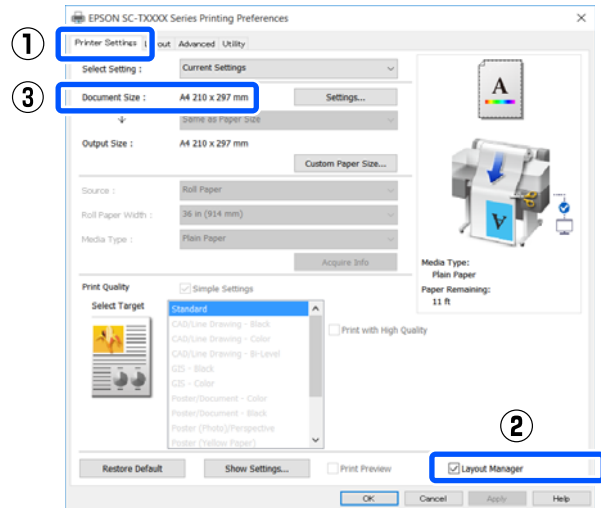 EPSON SC-TXXXX Series Printing Preferences
①
Printer Settings out Advanced Utility
Select Setting : Current Settings
③
Document Size : A4 210 x 297 mm Settings...
Same as Paper Size
Output Size : A4 210 x 297 mm
Custom Paper Size...
Source : Roll Paper
Roll Paper Width : 36 in (914 mm)
Media Type : Plain Paper
Acquire Info
A
A
Media Type:
Plain Paper
Paper Remaining:
11 ft
Print Quality Simple Settings
Select Target
Standard
CAD/Line Drawing - Black
CAD/Line Drawing - Color
CAD/Line Drawing - Bi-Level
GIS - Black
GIS - Color
Poster/Document - Color
Poster/Document - Black
Poster (Photo)/Perspective
Poster (Yellow Paper)
Print with High Quality
②
Restore Default Show Settings... Print Preview Layout Manager
OK Cancel Apply Help